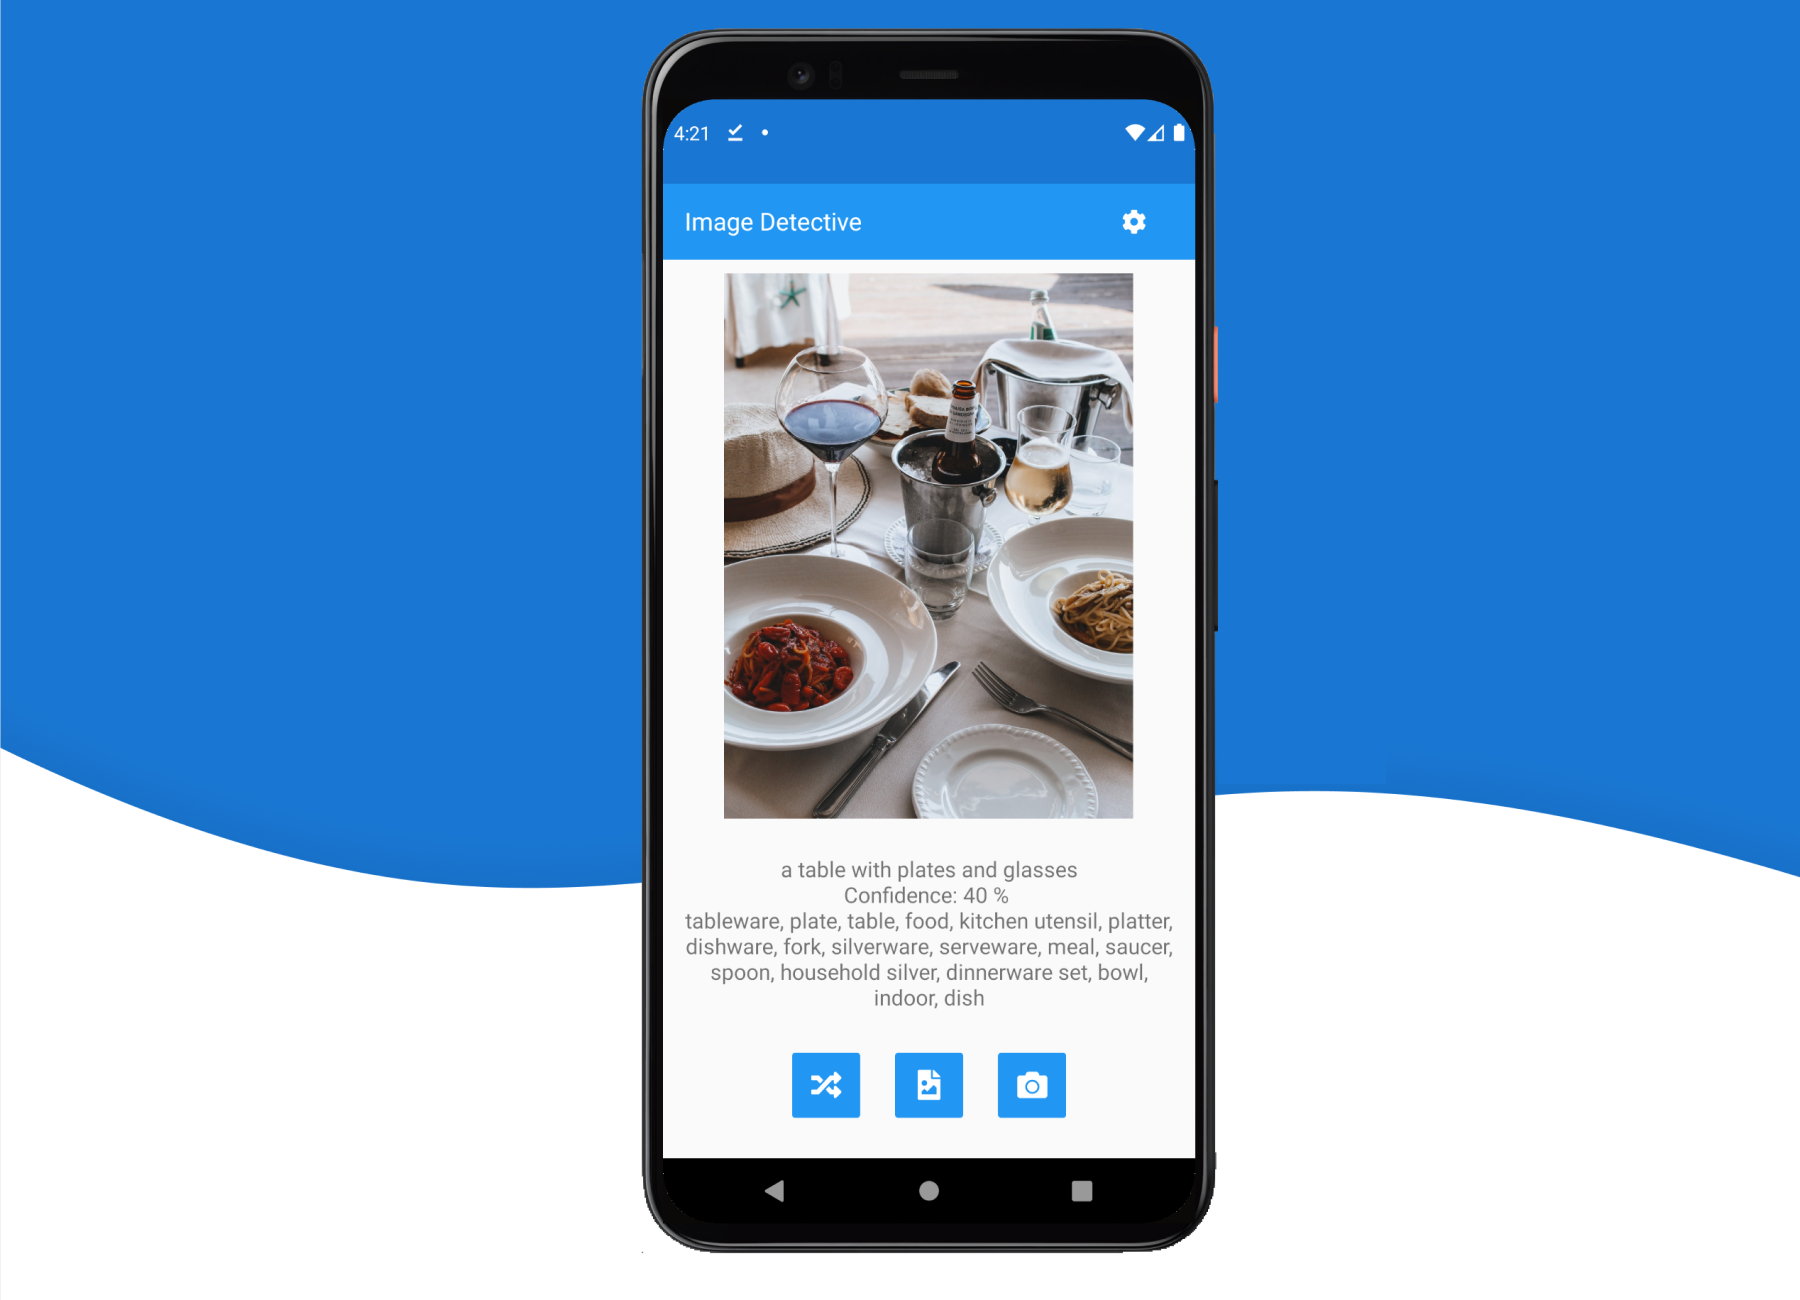 4:21
Image Detective
a table with plates and glasses
Confidence: 40 %
tableware, plate, table, food, kitchen utensil, platter,
dishware, fork, silverware, serveware, meal, saucer,
spoon, household silver, dinnerware set, bowl,
indoor, dish